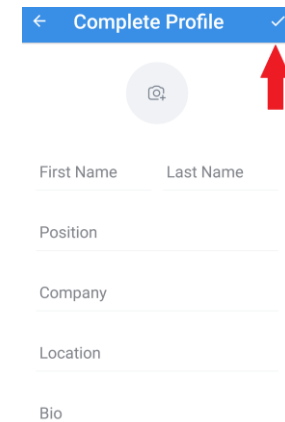 Complete Profile
First Name Last Name
Position
Company
Location
Bio